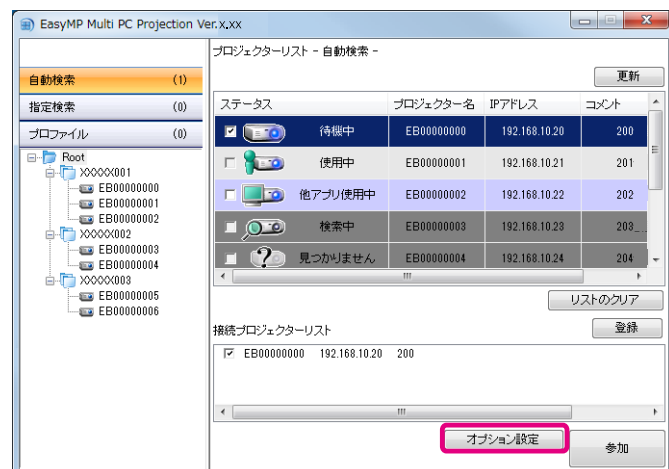 EasyMP Multi PC Projection Ver.x.xx
プロジェクターリスト - 自動検索 -
自動検索 (1)
更新
指定検索 (0)
プロファイル (0)
ステータス プロジェクター名 IPアドレス コメント
待機中 EB00000000 192.168.10.20 200
使用中 EB00000001 192.168.10.21 201
他アプリ使用中 EB00000002 192.168.10.22 202
検索中 EB00000003 192.168.10.23 203
見つかりません EB00000004 192.168.10.24 204
Root
XXXXX001
EB00000000
EB00000001
EB00000002
XXXXX002
EB00000003
EB00000004
XXXXX003
EB00000005
EB00000006
リストのクリア
接続プロジェクターリスト
登録
EB00000000 192.168.10.20 200
オプション設定
参加